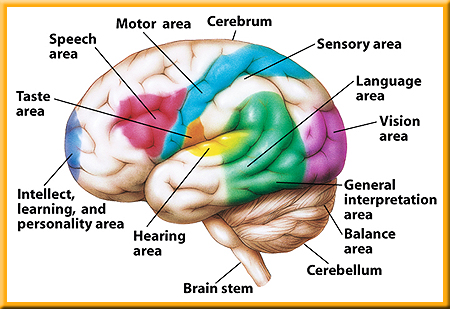 Motor area
Cerebrum
Speech
area
Sensory area
Taste
area
Language
area
Vision
area
Intellect,
learning, and
personality area
Hearing
area
General
interpretation
area
Balance
area
Cerebellum
Brain stem